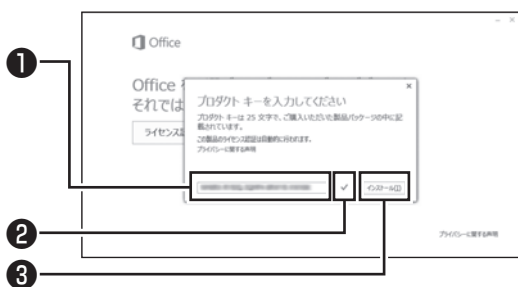 Office
Office
それでは
ライセンス認
プロダクト キーを入力してください
プロダクト キーは 25 文字で、ご購入いただいた製品パッケージの中に記
載されています。
この製品のライセンス認証は自動的に行われます。
プライバシーに関する声明
インストール(I)
プライバシーに関する声明
❶
❷
❸